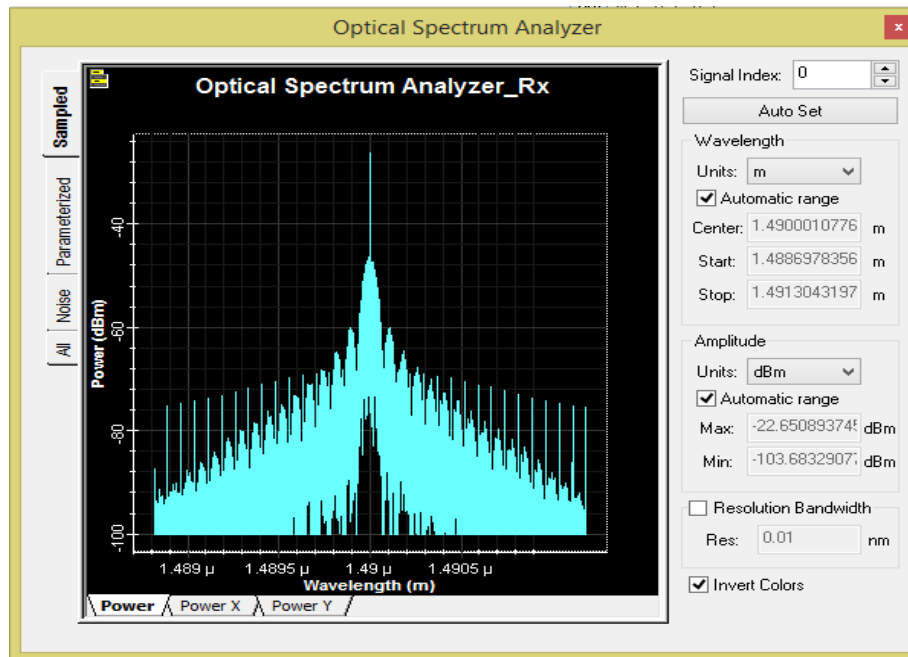 Optical Spectrum Analyzer
x
Sampled
Parameterized
Noise
All
Optical Spectrum Analyzer_Rx
Power (dBm)
-40
-60
-80
-100
1.489 µ
1.4895 µ
1.49 µ
1.4905 µ
Wavelength (m)
Power
Power X
Power Y
Signal Index: 0
Auto Set
Wavelength
Units: m
Automatic range
Center: 1.4900010776 m
Start: 1.4886978356 m
Stop: 1.4913043197 m
Amplitude
Units: dBm
Automatic range
Max: -22.650893745 dBm
Min: -103.68329077 dBm
Resolution Bandwidth
Res: 0.01 nm
Invert Colors